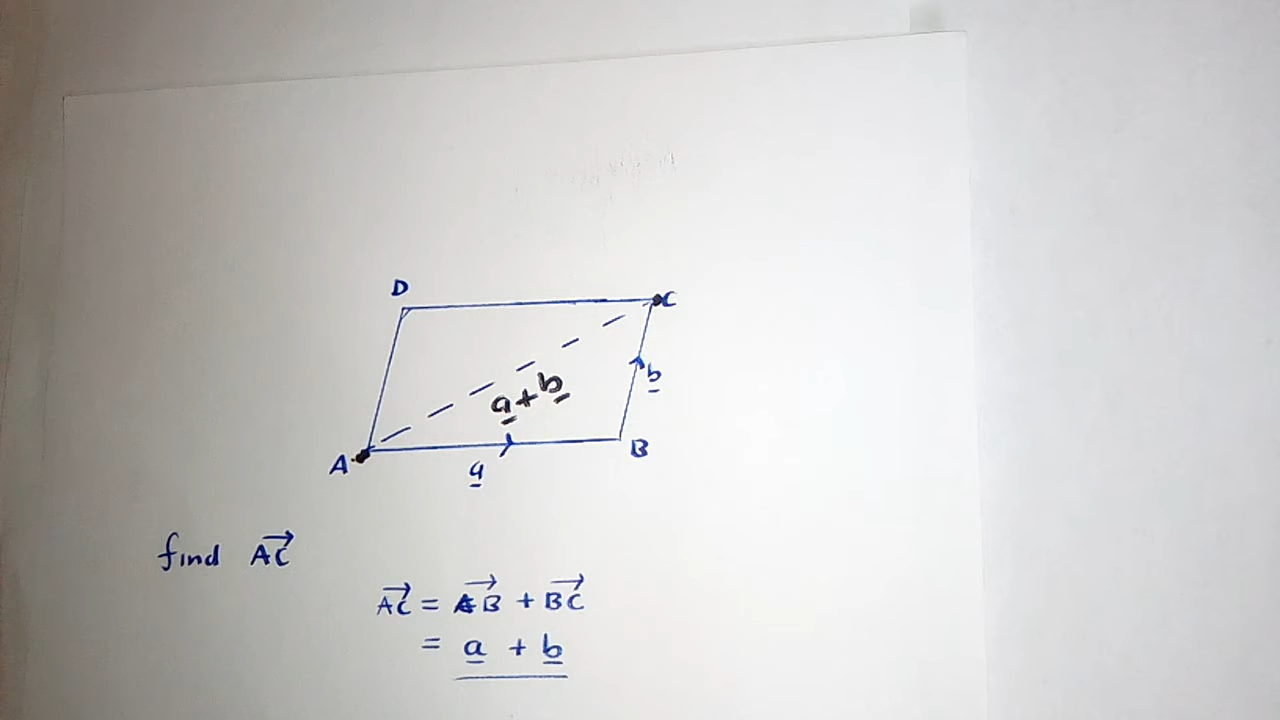 D
C
a + b
b
A
B
a
find AC
AC = AB + BC
= a + b